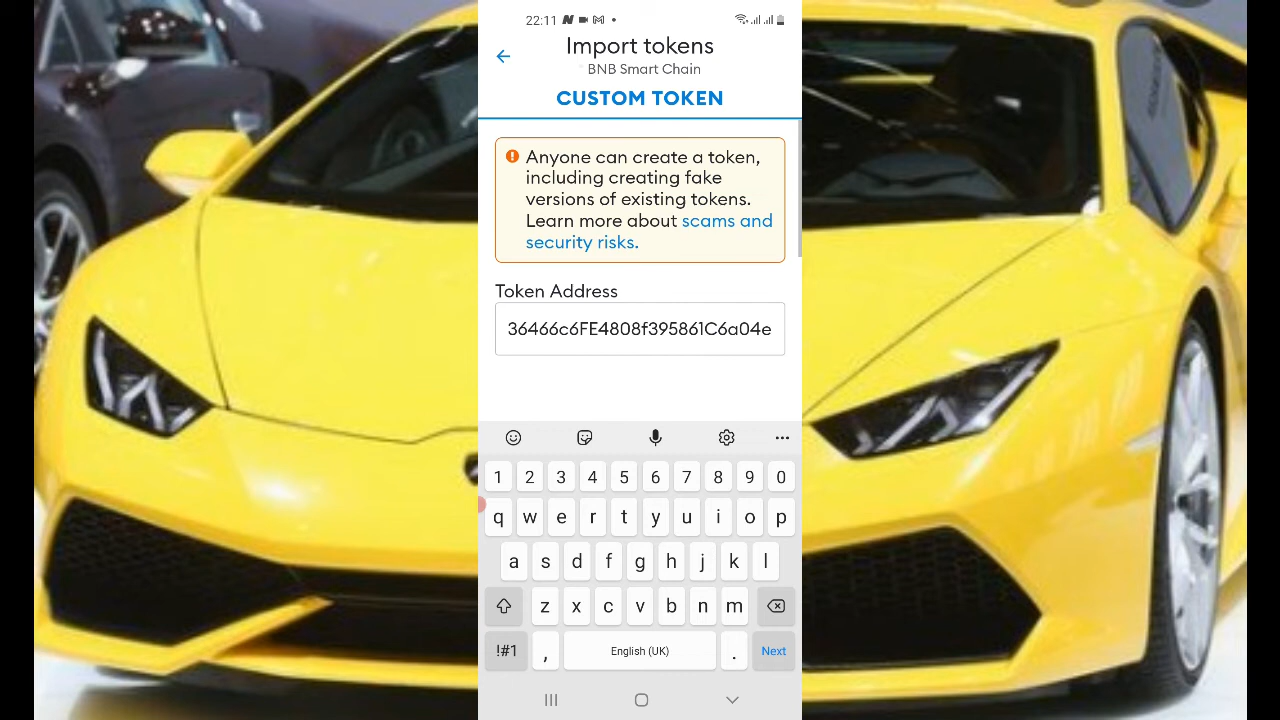 22:11
Import tokens
BNB Smart Chain
CUSTOM TOKEN
Anyone can create a token,
including creating fake
versions of existing tokens.
Learn more about scams and
security risks.
Token Address
36466c6FE4808f395861C6a04e
1 2 3 4 5 6 7 8 9 0
q w e r t y u i o p
a s d f g h j k l
z x c v b n m
!#1 , English (UK) . Next